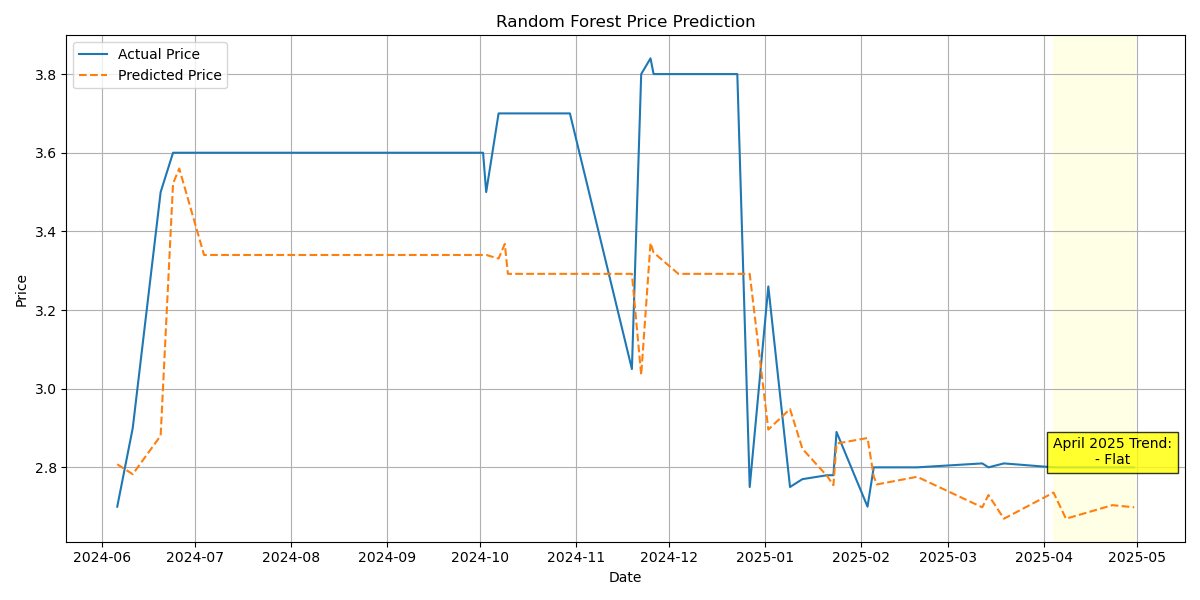 Random Forest Price Prediction
Actual Price
Predicted Price
3.8
3.6
3.4
3.2
3.0
2.8
Price
April 2025 Trend:
- Flat
2024-06 2024-07 2024-08 2024-09 2024-10 2024-11 2024-12 2025-01 2025-02 2025-03 2025-04 2025-05
Date